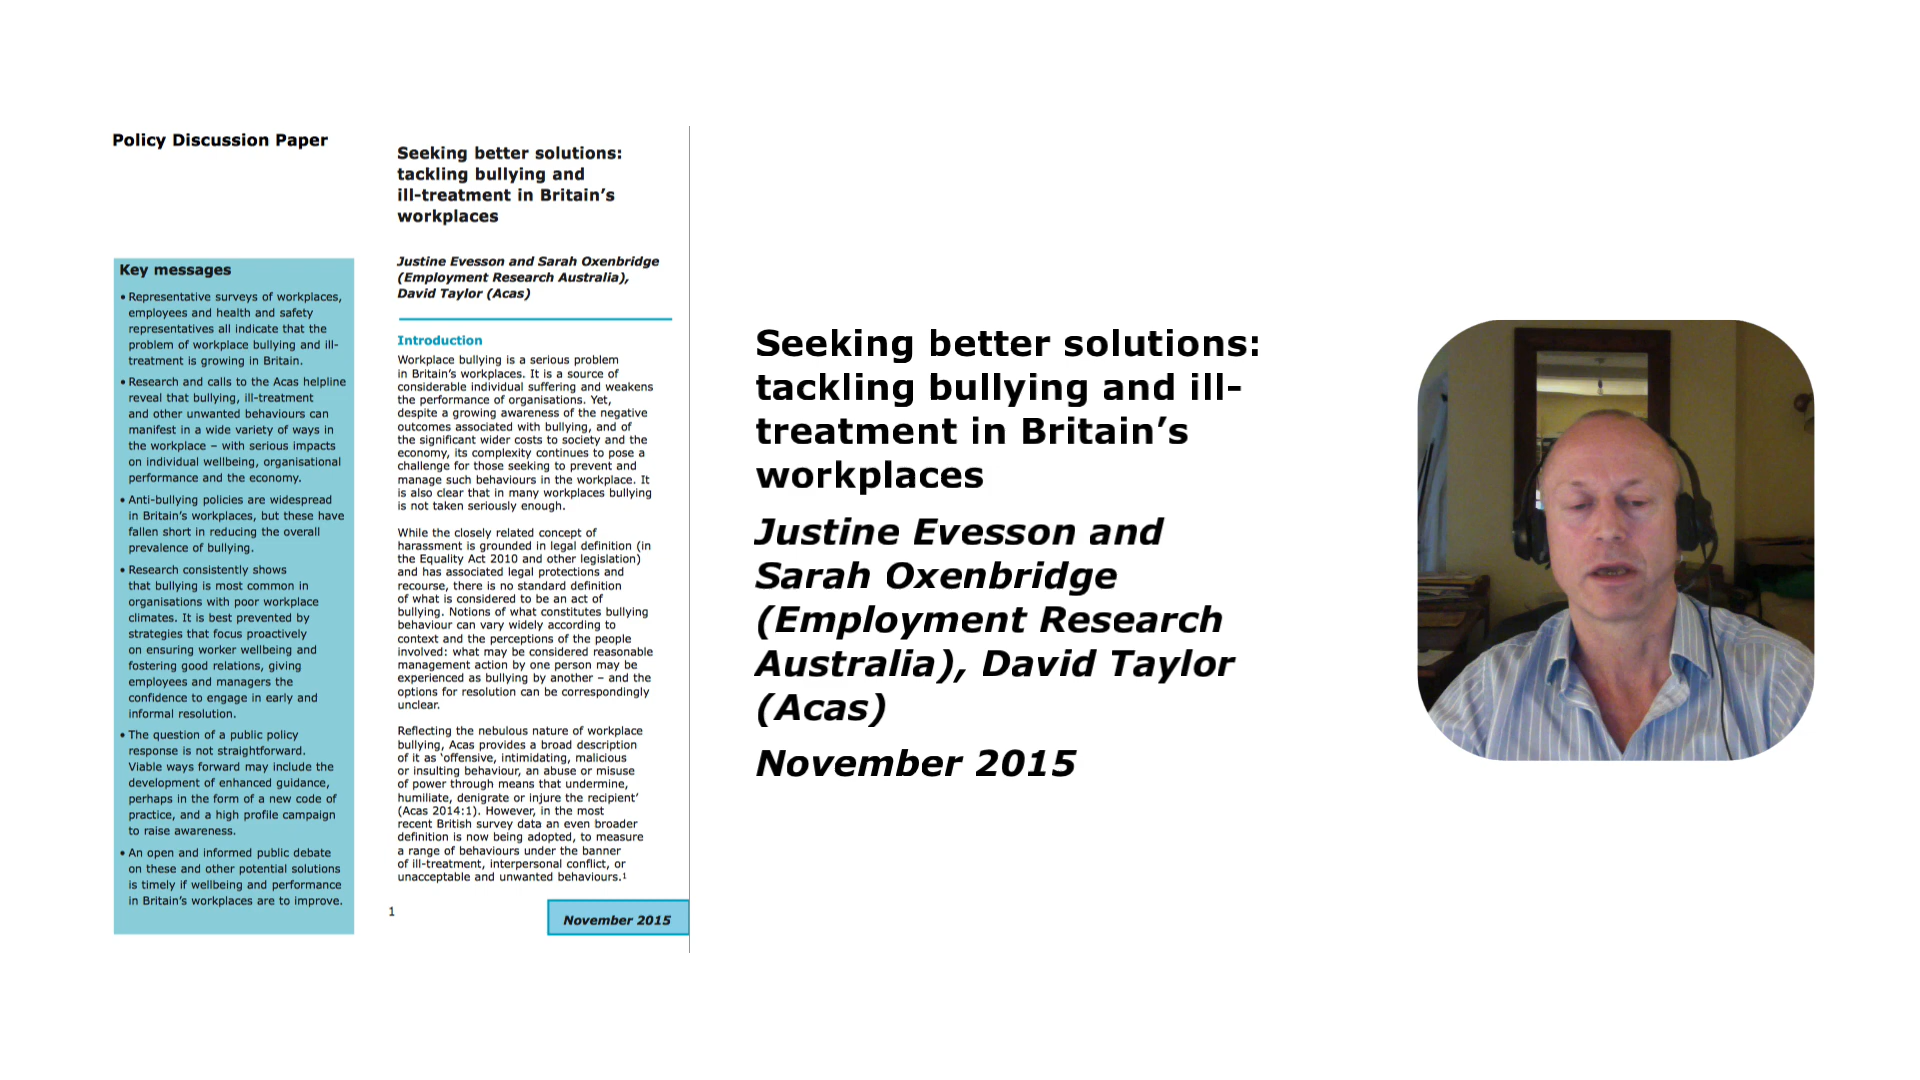 Policy Discussion Paper
Key messages
• Representative surveys of workplaces,
employees and health and safety
representatives all indicate that the
problem of workplace bullying and ill-
treatment is growing in Britain.
• Research and calls to the Acas helpline
reveal that bullying, ill-treatment
and other unwanted behaviours can
manifest in a wide variety of ways in
the workplace – with serious impacts
on individual wellbeing, organisational
performance and the economy.
• Anti-bullying policies are widespread
in Britain’s workplaces, but these have
fallen short in reducing the overall
prevalence of bullying.
• Research consistently shows
that bullying is most common in
organisations with poor workplace
climates. It is best prevented by
strategies that focus proactively
on ensuring worker wellbeing and
fostering good relations, giving
employees and managers the
confidence to engage in early and
informal resolution.
• The question of a public policy
response is not straightforward.
Viable ways forward may include the
development of enhanced guidance,
perhaps in the form of a new code of
practice, and a high profile campaign
to raise awareness.
• An open and informed public debate
on these and other potential solutions
is timely if wellbeing and performance
in Britain’s workplaces are to improve.
Seeking better solutions:
tackling bullying and
ill-treatment in Britain’s
workplaces
Justine Evesson and Sarah Oxenbridge
(Employment Research Australia),
David Taylor (Acas)
Introduction
Workplace bullying is a serious problem
in Britain’s workplaces. It is a source of
considerable individual suffering and weakens
the performance of organisations. Yet,
despite a growing awareness of the negative
outcomes associated with bullying, and of
the significant wider costs to society and the
economy, its complexity continues to pose a
challenge for those seeking to prevent and
manage such behaviours in the workplace. It
is also clear that in many workplaces bullying
is not taken seriously enough.
While the closely related concept of
harassment is grounded in legal definition (in
the Equality Act 2010 and other legislation)
and has associated legal protections and
recourse, there is no standard definition
of what is considered to be an act of
bullying. Notions of what constitutes bullying
behaviour can vary widely according to
context and the perceptions of the people
involved: what may be considered reasonable
management action by one person may be
experienced as bullying by another – and the
options for resolution can be correspondingly
unclear.
Reflecting the nebulous nature of workplace
bullying, Acas provides a broad description
of it as ‘offensive, intimidating, malicious
or insulting behaviour, an abuse or misuse
of power through means that undermine,
humiliate, denigrate or injure the recipient’
(Acas 2014:1). However, in the most
recent British survey data an even broader
definition is now being adopted, to measure
a range of behaviours under the banner
of ill-treatment, interpersonal conflict, or
unacceptable and unwanted behaviours.¹
1
November 2015
Seeking better solutions:
tackling bullying and ill-
treatment in Britain’s
workplaces
Justine Evesson and
Sarah Oxenbridge
(Employment Research
Australia), David Taylor
(Acas)
November 2015